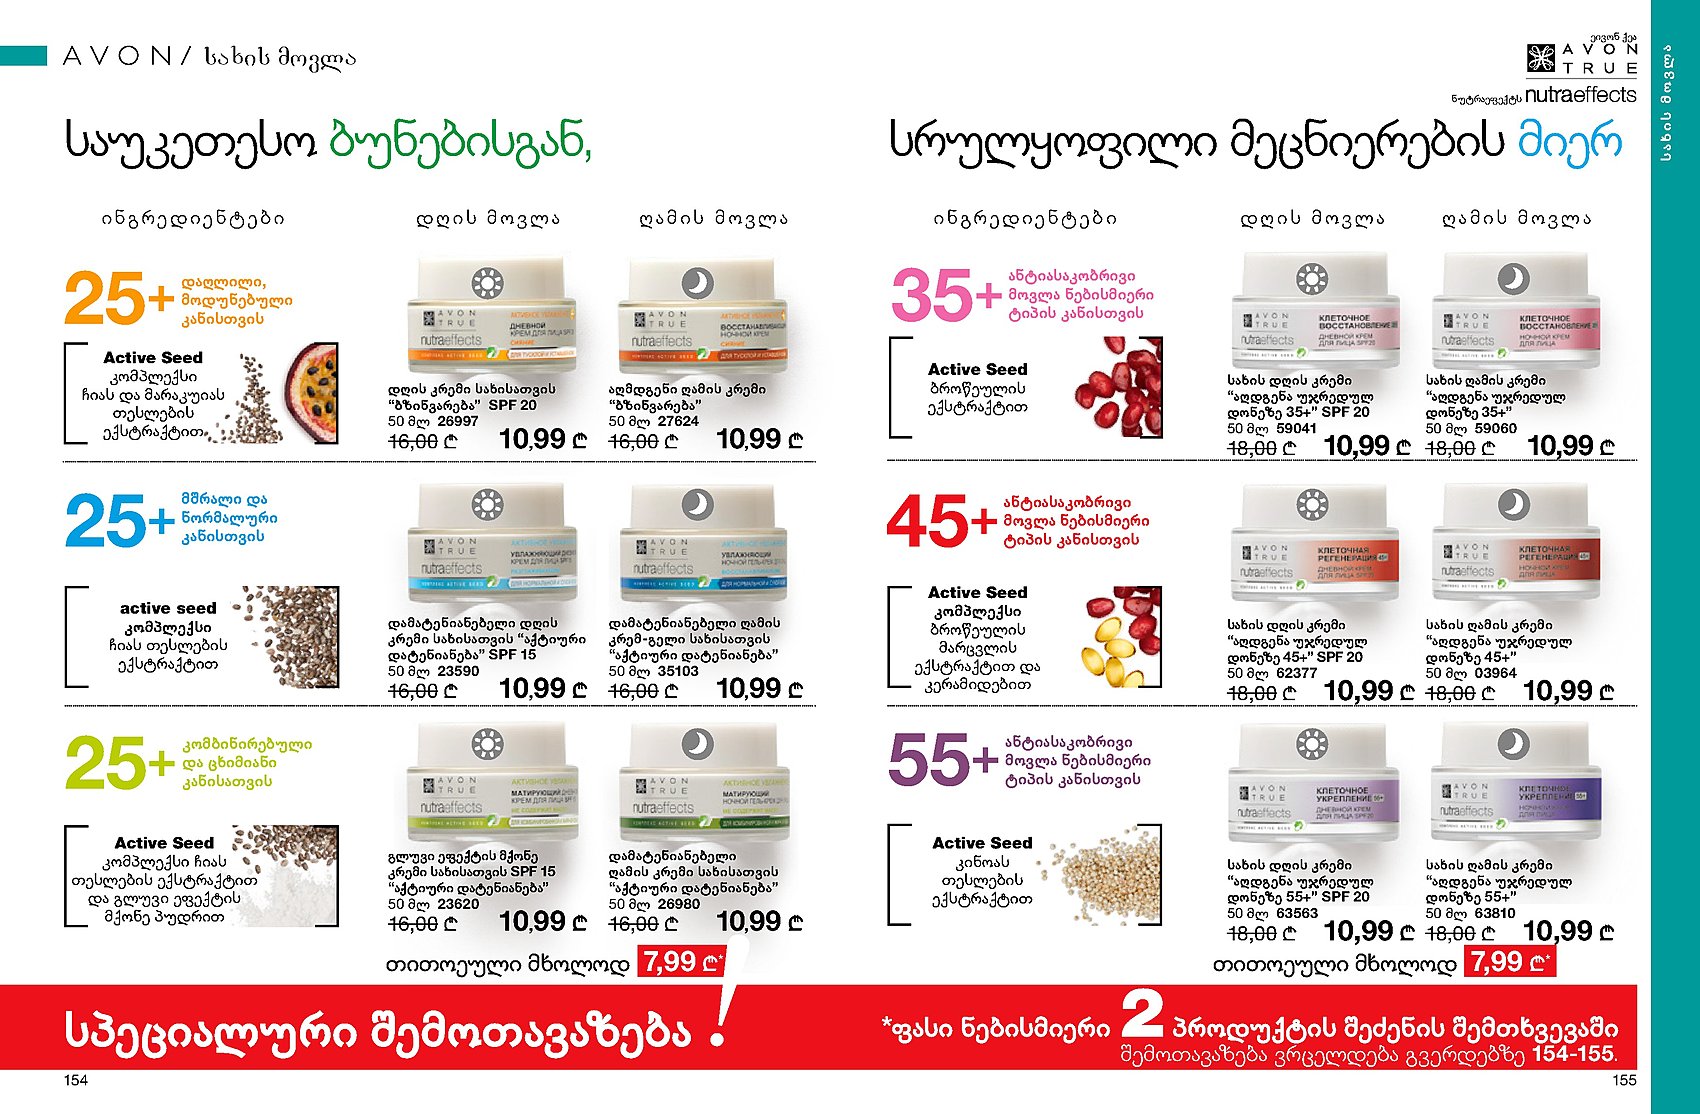 AVON / სახის მოვლა
საუკეთესო ბუნებისგან,
ინგრედიენტები
დღის მოვლა
ღამის მოვლა
25+
დაღლილი,
მოდუნებული
კანისთვის
Active Seed
კომპლექსი
ჩიას და მარაკუიას
თესლების
ექსტრაქტით
დღის კრემი სახისათვის
“ბზინვარება” SPF 20
50 მლ 26997
16,00 ₾ 10,99 ₾
აღმდგენი ღამის კრემი
“ბზინვარება”
50 მლ 27624
16,00 ₾ 10,99 ₾
25+
მშრალი და
ნორმალური
კანისთვის
active seed
კომპლექსი
ჩიას თესლების
ექსტრაქტით
დამატენიანებელი დღის
კრემი სახისათვის “აქტიური
დატენიანება” SPF 15
50 მლ 23590
16,00 ₾ 10,99 ₾
დამატენიანებელი ღამის
კრემ-გელი სახისათვის
“აქტიური დატენიანება”
50 მლ 35103
16,00 ₾ 10,99 ₾
25+
კომბინირებული
და ცხიმიანი
კანისათვის
Active Seed
კომპლექსი ჩიას
თესლების ექსტრაქტით
და გლუვი ეფექტის
მქონე პუდრით
გლუვი ეფექტის მქონე
კრემი სახისათვის SPF 15
“აქტიური დატენიანება”
50 მლ 23620
16,00 ₾ 10,99 ₾
დამატენიანებელი
ღამის კრემი სახისათვის
“აქტიური დატენიანება”
50 მლ 26980
16,00 ₾ 10,99 ₾
თითოეული მხოლოდ 7,99 ₾*
სპეციალური შემოთავაზება !
154
ეივონ ქეა
AVON
TRUE
ნუტრაეფექტს nutraeffects
სახის მოვლა
სრულყოფილი მეცნიერების მიერ
ინგრედიენტები
დღის მოვლა
ღამის მოვლა
35+
ანტიასაკობრივი
მოვლა ნებისმიერი
ტიპის კანისთვის
Active Seed
ბროწეულის
ექსტრაქტით
სახის დღის კრემი
“აღდგენა უჯრედულ
დონეზე 35+” SPF 20
50 მლ 59041
18,00 ₾ 10,99 ₾
სახის ღამის კრემი
“აღდგენა უჯრედულ
დონეზე 35+”
50 მლ 59060
18,00 ₾ 10,99 ₾
45+
ანტიასაკობრივი
მოვლა ნებისმიერი
ტიპის კანისთვის
Active Seed
კომპლექსი
ბროწეულის
მარცვლის
ექსტრაქტით და
კერამიდებით
სახის დღის კრემი
“აღდგენა უჯრედულ
დონეზე 45+” SPF 20
50 მლ 62377
18,00 ₾ 10,99 ₾
სახის ღამის კრემი
“აღდგენა უჯრედულ
დონეზე 45+”
50 მლ 03964
18,00 ₾ 10,99 ₾
55+
ანტიასაკობრივი
მოვლა ნებისმიერი
ტიპის კანისთვის
Active Seed
კინოას
თესლების
ექსტრაქტით
სახის დღის კრემი
“აღდგენა უჯრედულ
დონეზე 55+” SPF 20
50 მლ 63563
18,00 ₾ 10,99 ₾
სახის ღამის კრემი
“აღდგენა უჯრედულ
დონეზე 55+”
50 მლ 63810
18,00 ₾ 10,99 ₾
თითოეული მხოლოდ 7,99 ₾*
*ფასი ნებისმიერი 2 პროდუქტის შეძენის შემთხვევაში
შემოთავაზება ვრცელდება გვერდებზე 154-155.
155